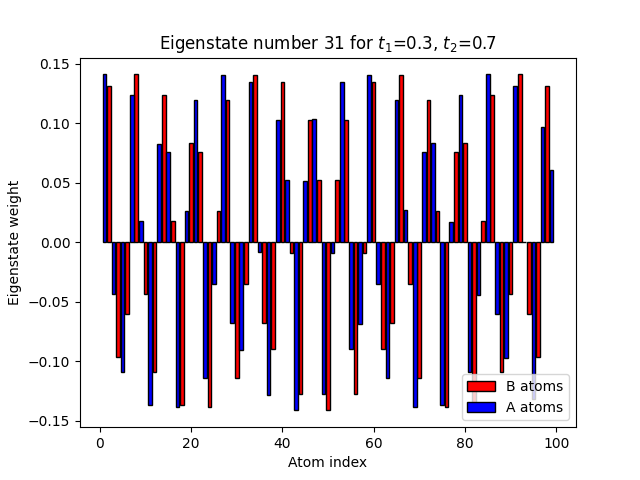 Eigenstate number 31 for t₁=0.3, t₂=0.7
0.15
0.10
0.05
0.00
−0.05
−0.10
−0.15
Eigenstate weight
0 20 40 60 80 100
Atom index
B atoms
A atoms